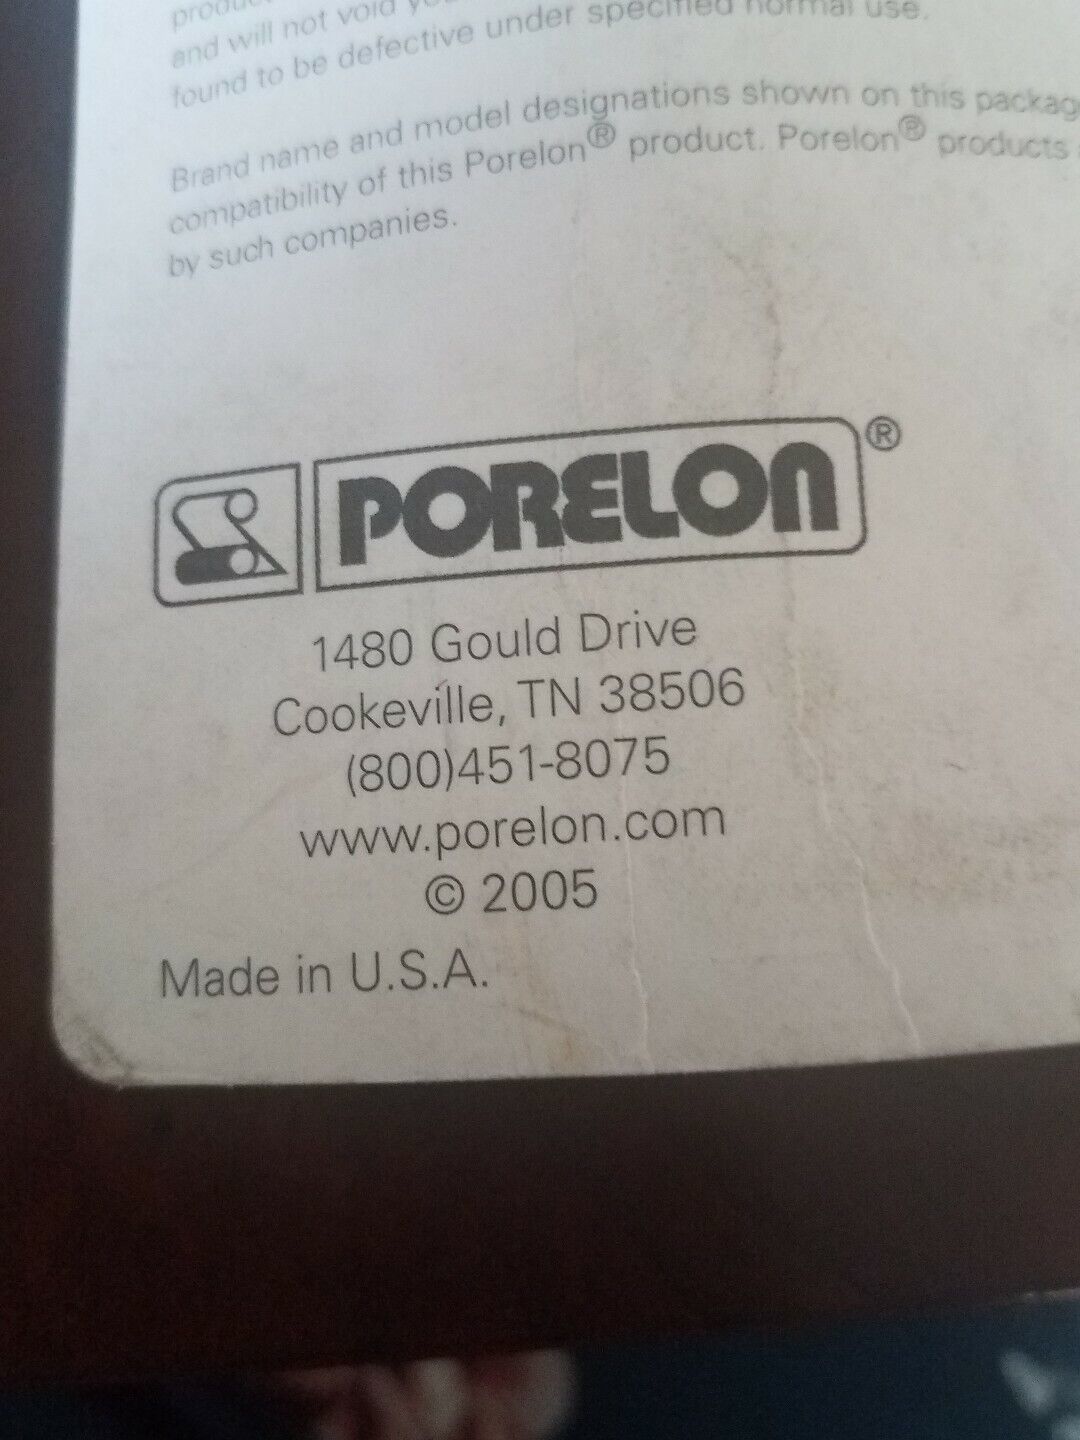 and will not void
found to be defective under specified normal use.
Brand name and model designations shown on this
compatibility of this Porelon® product. Porelon® products
by such companies.
PORELON®
1480 Gould Drive
Cookeville, TN 38506
(800)451-8075
www.porelon.com
© 2005
Made in U.S.A.